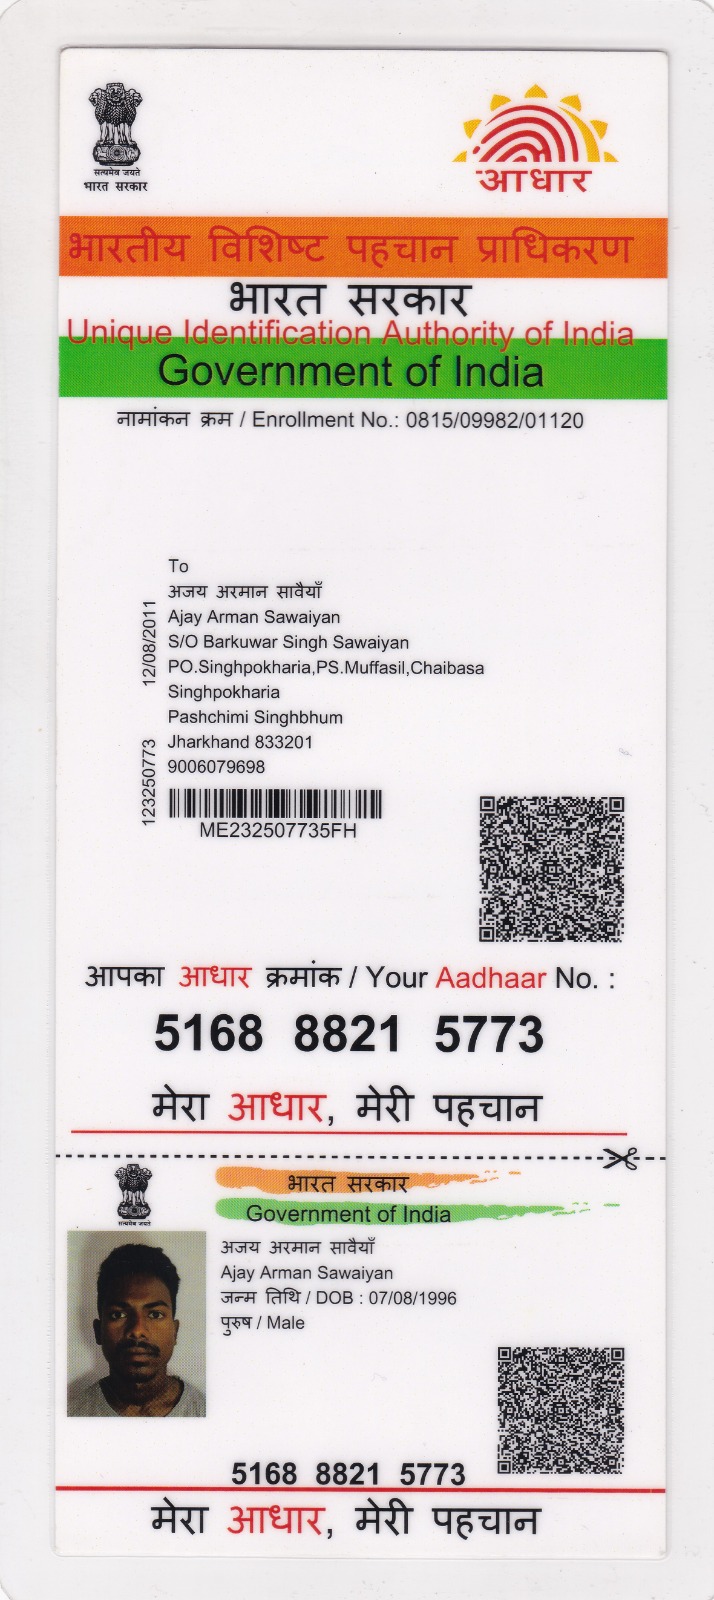 सत्यमेव जयते
भारत सरकार
आधार
भारतीय विशिष्ट पहचान प्राधिकरण
भारत सरकार
Unique Identification Authority of India
Government of India
नामांकन क्रम / Enrollment No.: 0815/09982/01120
To
अजय अरमान सावैयाँ
Ajay Arman Sawaiyan
S/O Barkuwar Singh Sawaiyan
PO.Singhpokharia,PS.Muffasil,Chaibasa
Singhpokharia
Pashchimi Singhbhum
Jharkhand 833201
9006079698
12/08/2011
123250773
ME232507735FH
आपका आधार क्रमांक / Your Aadhaar No. :
5168 8821 5773
मेरा आधार, मेरी पहचान
सत्यमेव जयते
भारत सरकार
Government of India
अजय अरमान सावैयाँ
Ajay Arman Sawaiyan
जन्म तिथि / DOB : 07/08/1996
पुरुष / Male
5168 8821 5773
मेरा आधार, मेरी पहचान